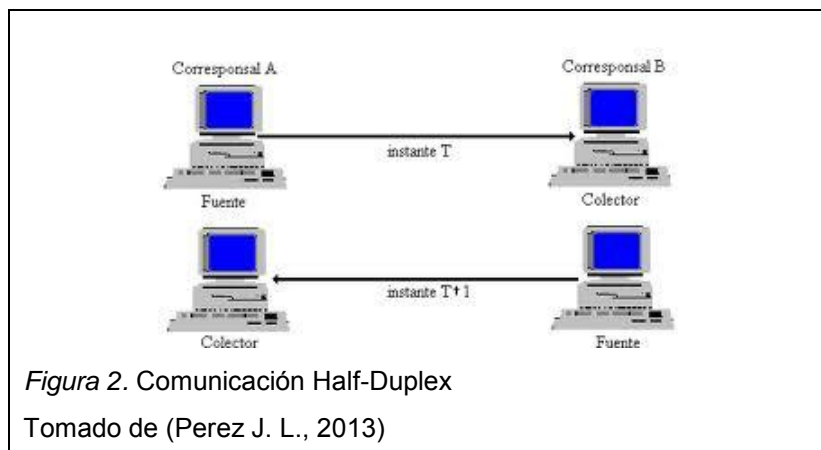 Corresponsal A Corresponsal B
instante T
Fuente Colector
instante T+1
Colector Fuente
Figura 2. Comunicación Half-Duplex
Tomado de (Perez J. L., 2013)